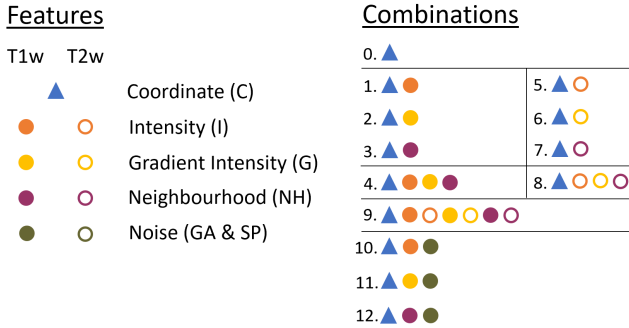 Features
T1w T2w
Coordinate (C)
Intensity (I)
Gradient Intensity (G)
Neighbourhood (NH)
Noise (GA & SP)
Combinations
0.
1.
5.
2.
6.
3.
7.
4.
8.
9.
10.
11.
12.